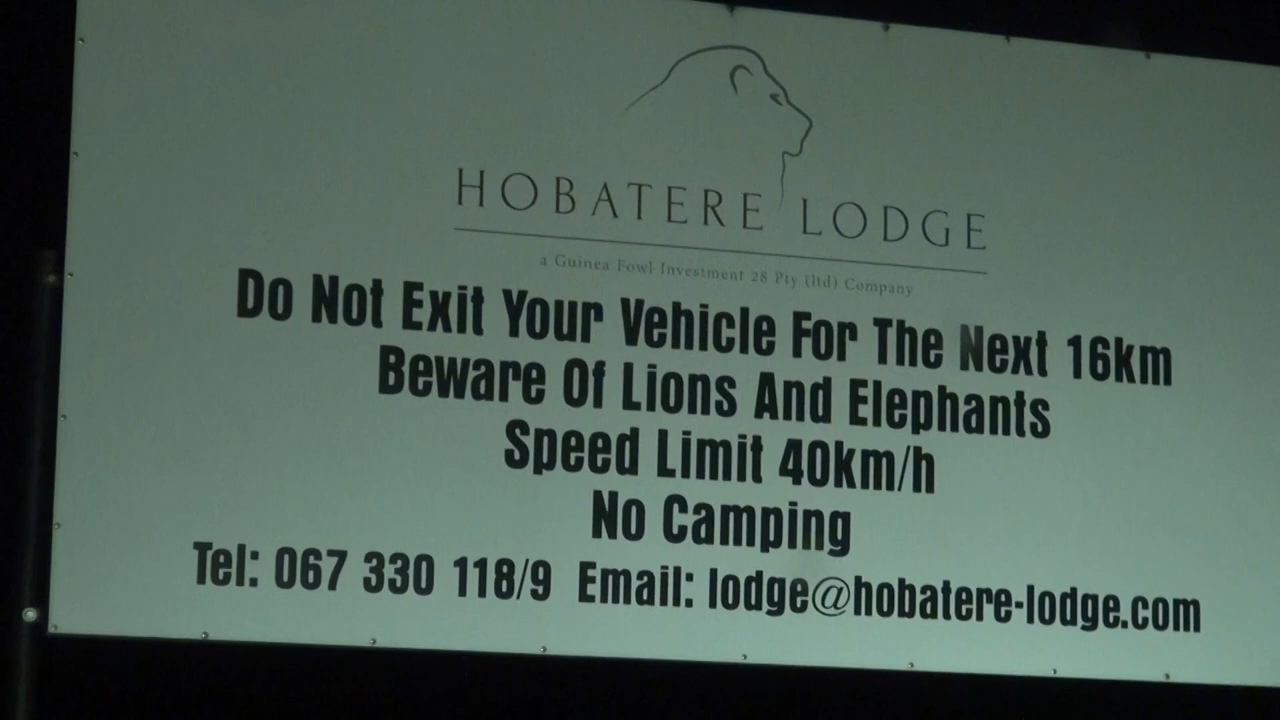 HOBATERE LODGE
a Guinea Fowl Investment 28 Pty (ltd) Company
Do Not Exit Your Vehicle For The Next 16km
Beware Of Lions And Elephants
Speed Limit 40km/h
No Camping
Tel: 067 330 118/9 Email: lodge@hobatere-lodge.com